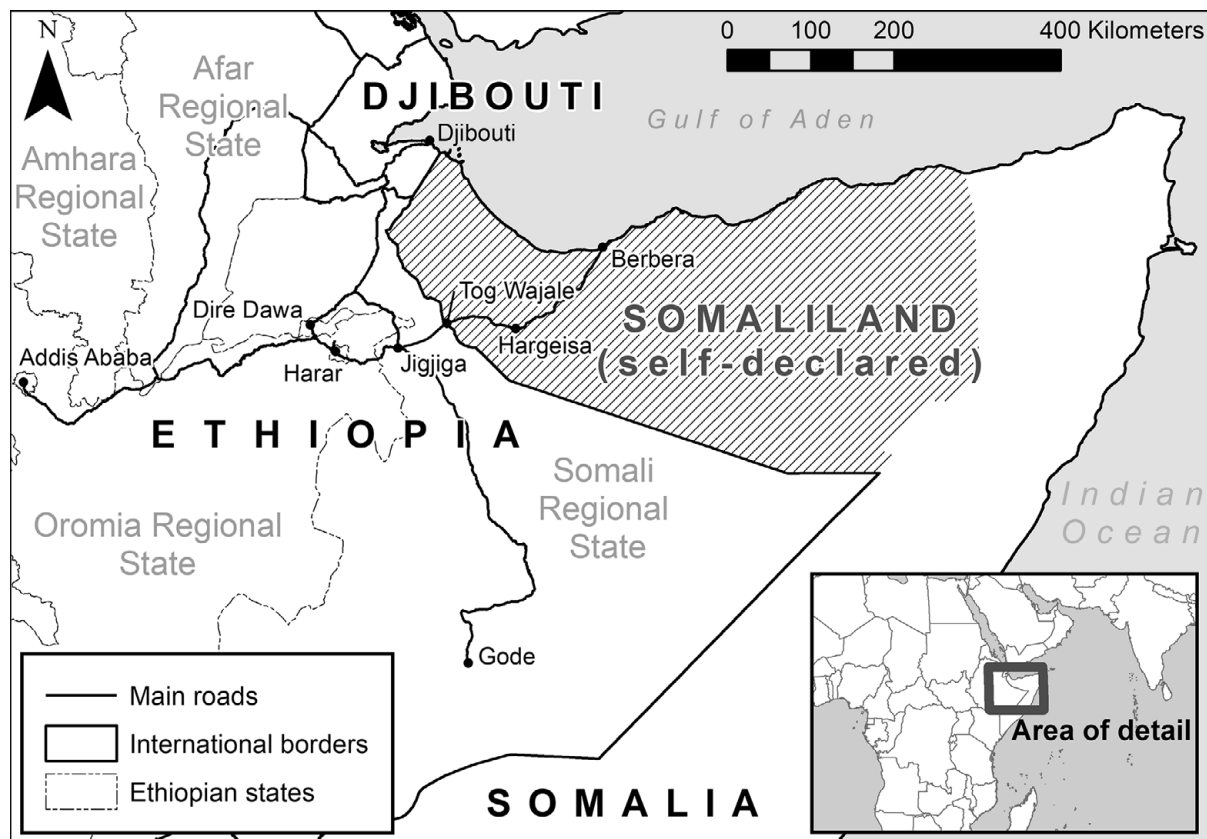 N
0 100 200 400 Kilometers
Afar
Regional
State
DJIBOUTI
Gulf of Aden
Djibouti
Amhara
Regional
State
Berbera
Tog Wajale
Dire Dawa
SOMALILAND
(self-declared)
Hargeisa
Addis Ababa
Harar
Jigjiga
ETHIOPIA
Somali
Regional
State
Indian
Ocean
Oromia Regional
State
Gode
Main roads
International borders
Ethiopian states
Area of detail
SOMALIA